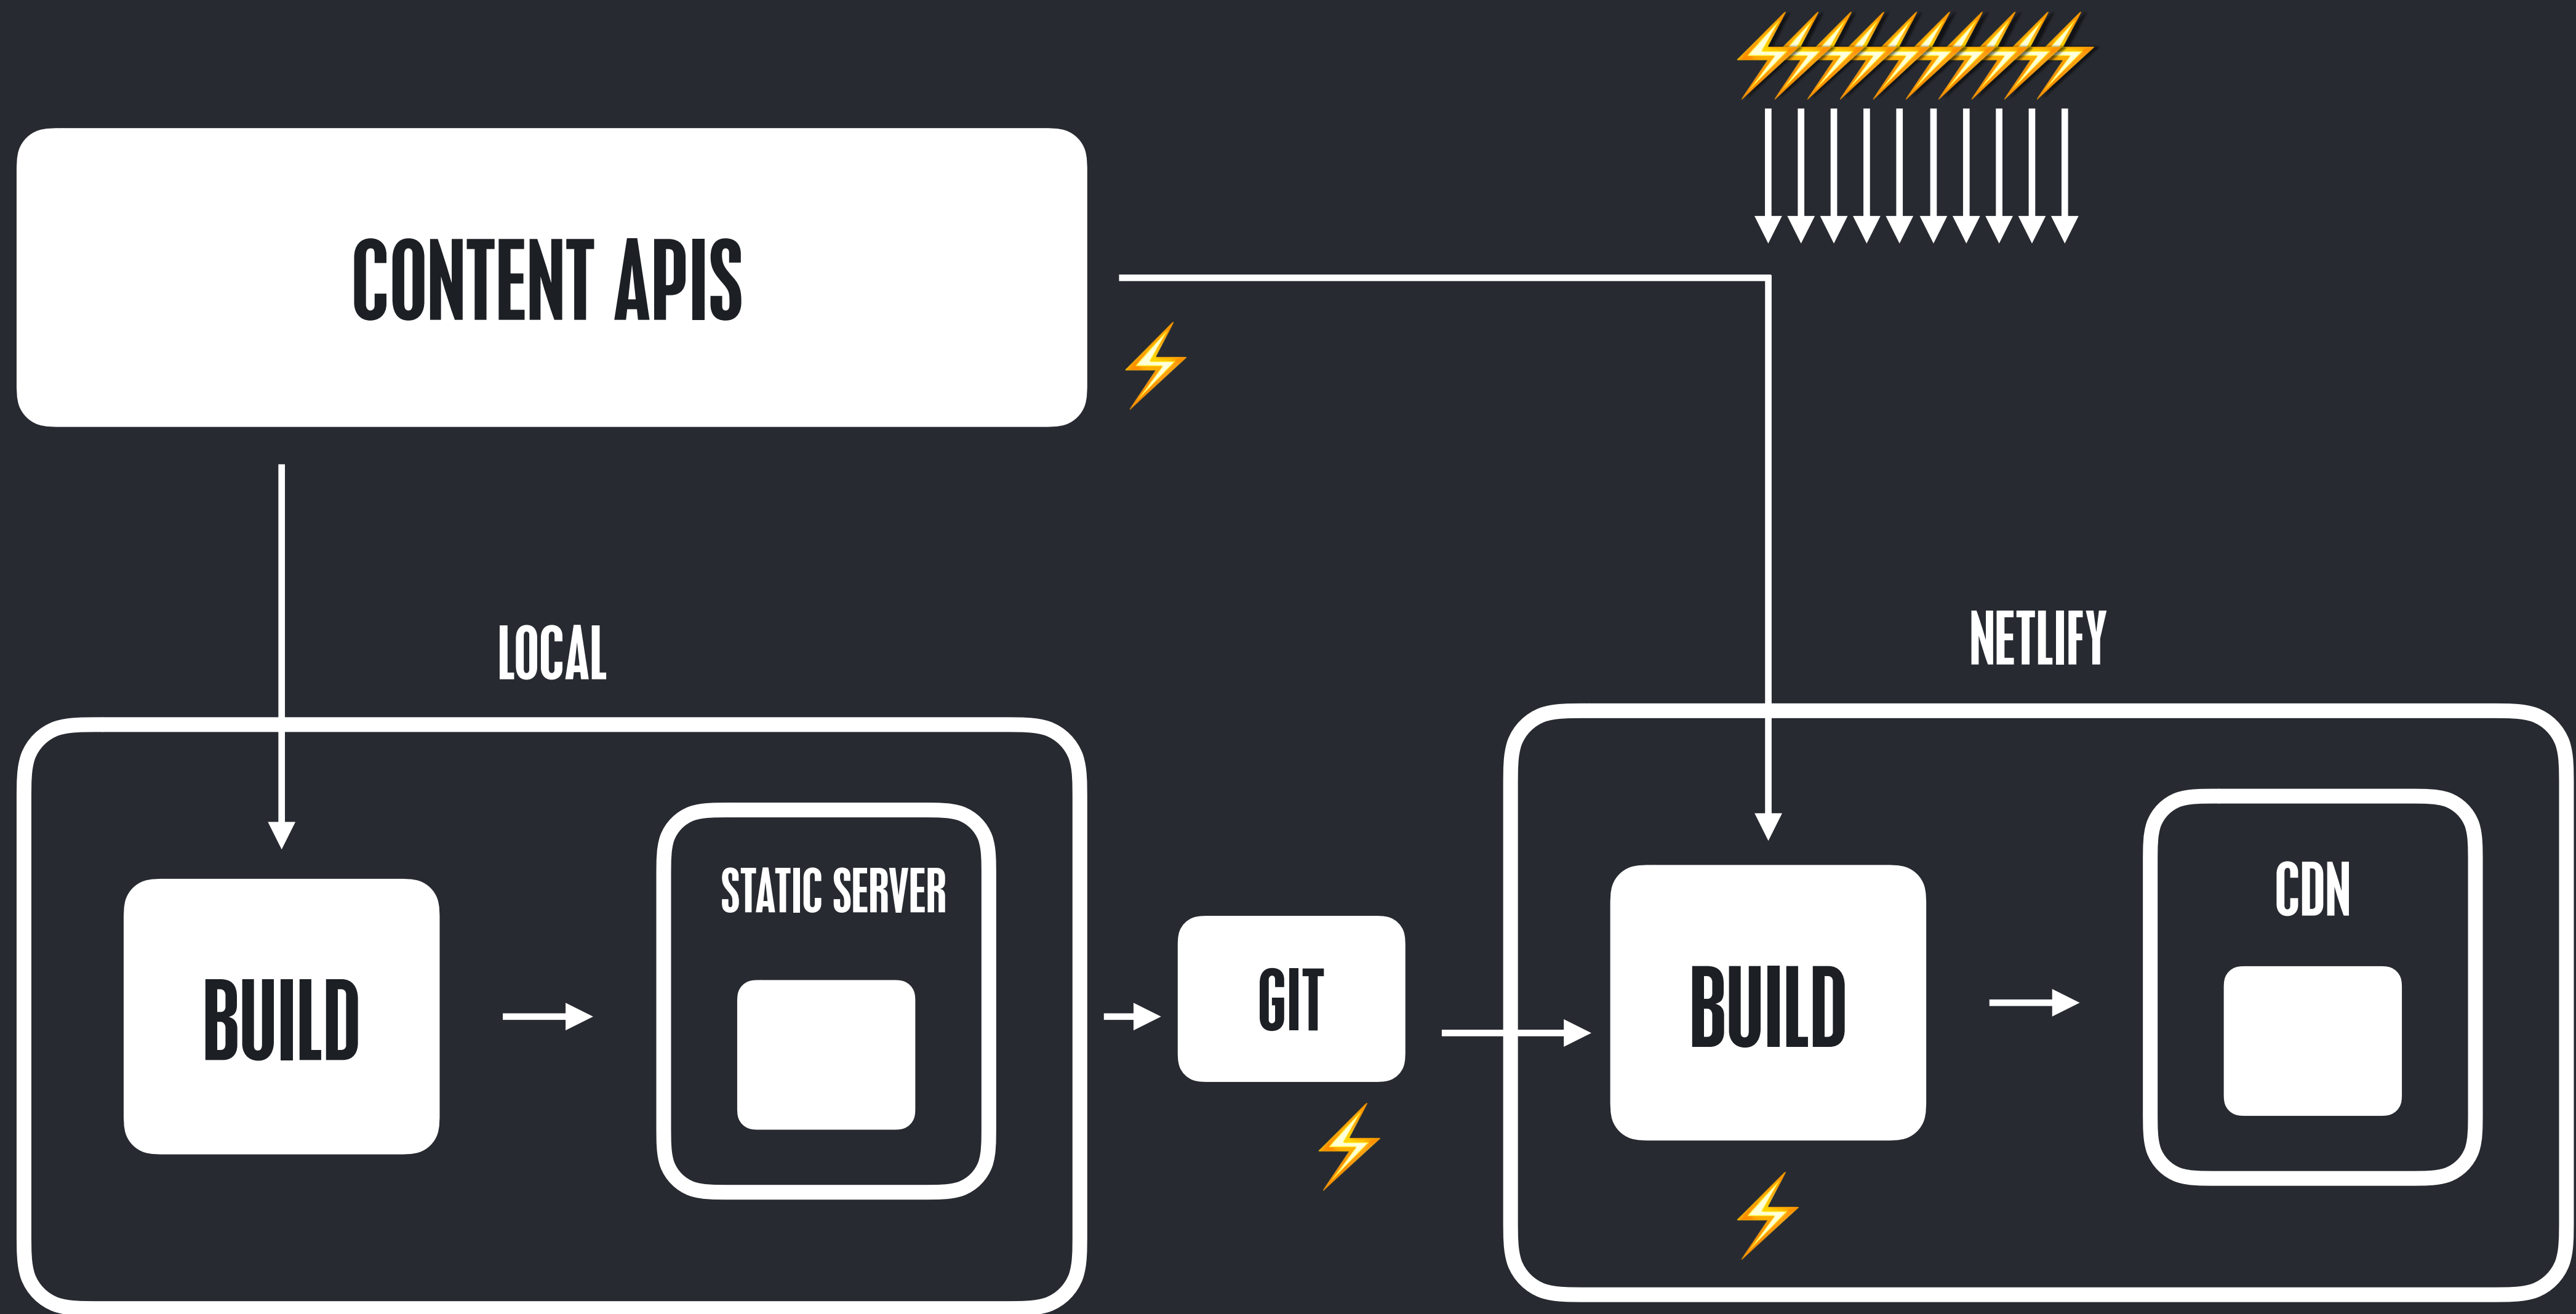 CONTENT APIS
LOCAL
NETLIFY
STATIC SERVER
CDN
BUILD
GIT
BUILD